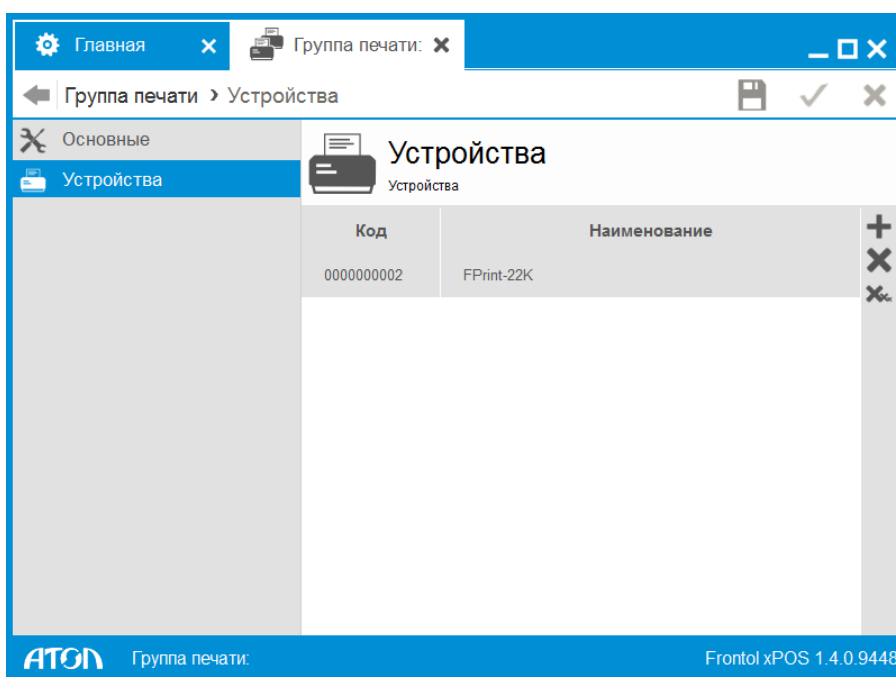 Главная
Группа печати:
Группа печати › Устройства
Основные
Устройства
Устройства
Устройства
Код Наименование
0000000002 FPrint-22K
ATOL Группа печати: Frontol xPOS 1.4.0.9448